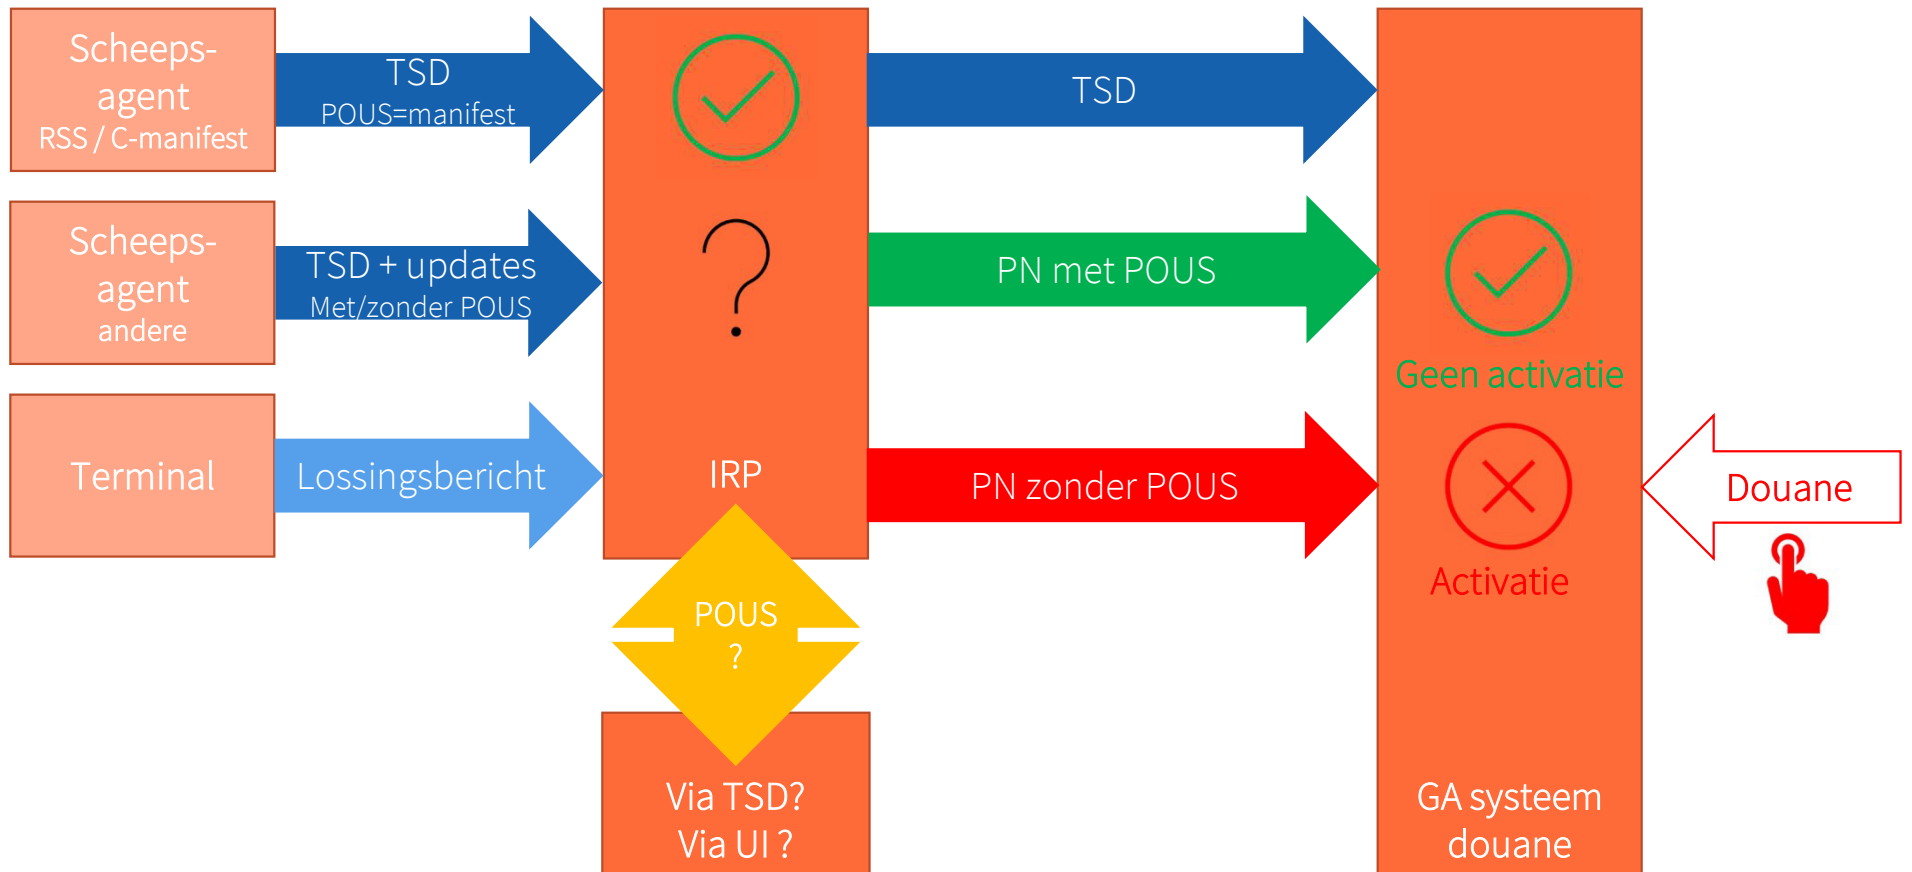 Scheeps-
agent
RSS / C-manifest
TSD
POUS=manifest
TSD
Scheeps-
agent
andere
TSD + updates
Met/zonder POUS
?
PN met POUS
Geen activatie
Terminal
Lossingsbericht
IRP
PN zonder POUS
Activatie
Douane
POUS
?
Via TSD?
Via UI ?
GA systeem
douane